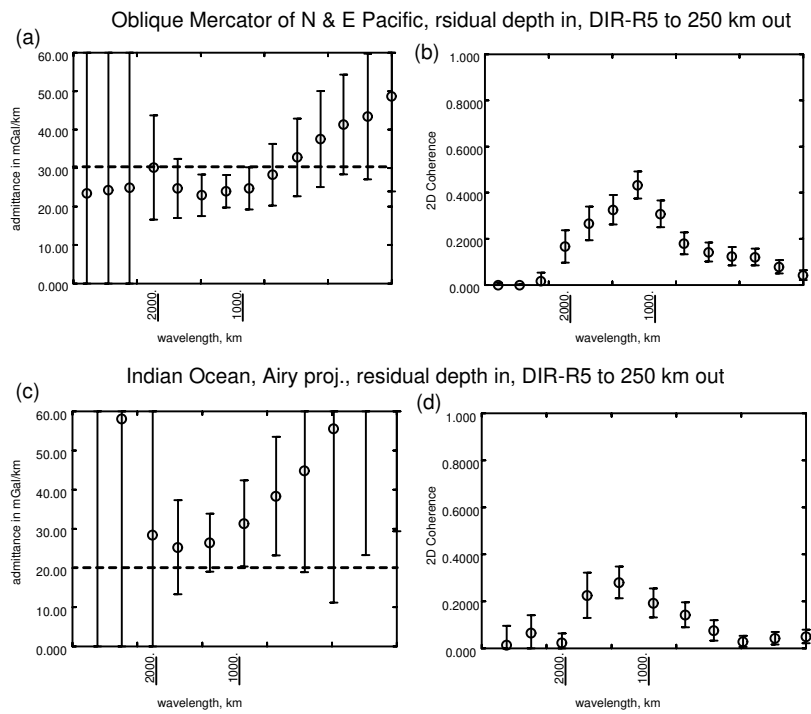 Oblique Mercator of N & E Pacific, rsidual depth in, DIR-R5 to 250 km out
(a)
60.00
50.00
40.00
30.00
20.00
10.00
0.000
admittance in mGal/km
2000.
1000.
wavelength, km
(b)
1.000
0.8000
0.6000
0.4000
0.2000
0.000
2D Coherence
2000.
1000.
wavelength, km
Indian Ocean, Airy proj., residual depth in, DIR-R5 to 250 km out
(c)
60.00
50.00
40.00
30.00
20.00
10.00
0.000
admittance in mGal/km
2000.
1000.
wavelength, km
(d)
1.000
0.8000
0.6000
0.4000
0.2000
0.000
2D Coherence
2000.
1000.
wavelength, km